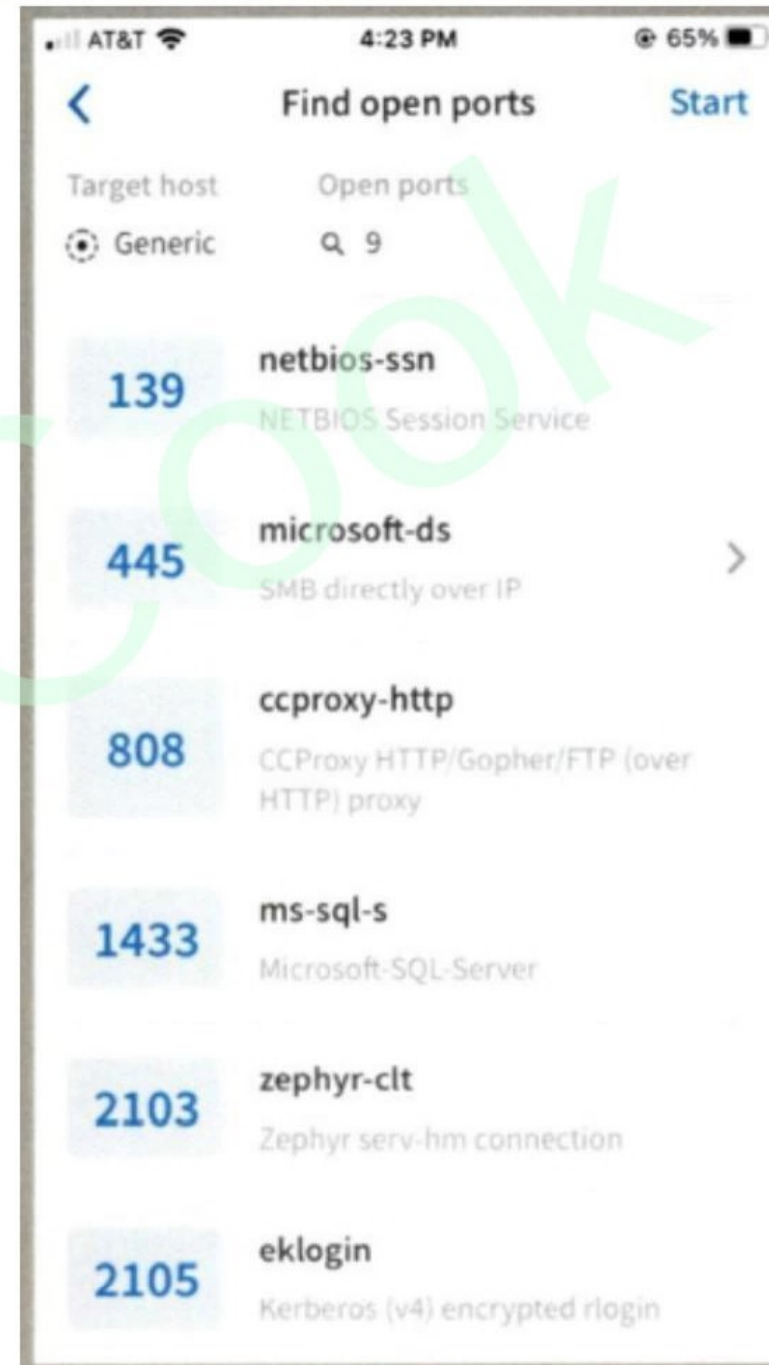 AT&T 4:23 PM 65%
Find open ports Start
Target host Open ports
Generic 9
139 netbios-ssn
NETBIOS Session Service
445 microsoft-ds
SMB directly over IP
808 ccproxy-http
CCProxy HTTP/Gopher/FTP (over
HTTP) proxy
1433 ms-sql-s
Microsoft-SQL-Server
2103 zephyr-clt
Zephyr serv-hm connection
2105 eklogin
Kerberos (v4) encrypted rlogin
Cook